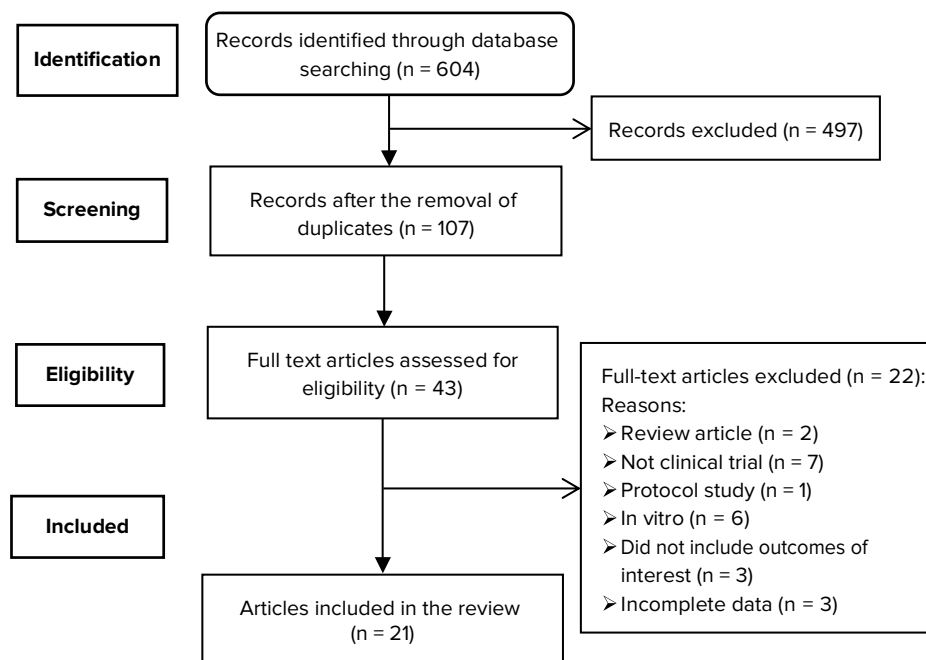 Identification
Records identified through database
searching (n = 604)
Records excluded (n = 497)
Screening
Records after the removal of
duplicates (n = 107)
Eligibility
Full text articles assessed for
eligibility (n = 43)
Full-text articles excluded (n = 22):
Reasons:
➢ Review article (n = 2)
➢ Not clinical trial (n = 7)
➢ Protocol study (n = 1)
➢ In vitro (n = 6)
➢ Did not include outcomes of
interest (n = 3)
➢ Incomplete data (n = 3)
Included
Articles included in the review
(n = 21)